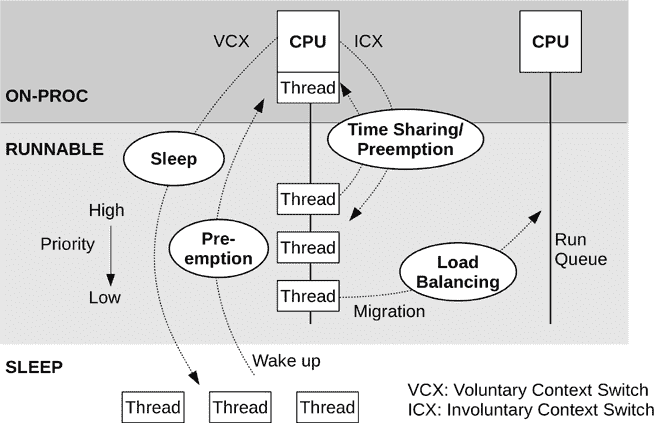 VCX
CPU
ICX
CPU
Thread
ON-PROC
Time Sharing/
Preemption
RUNNABLE
Sleep
Thread
High
Priority
Low
Pre-
emption
Thread
Run
Queue
Load
Balancing
Thread
Migration
SLEEP
Wake up
Thread
Thread
Thread
VCX: Voluntary Context Switch
ICX: Involuntary Context Switch